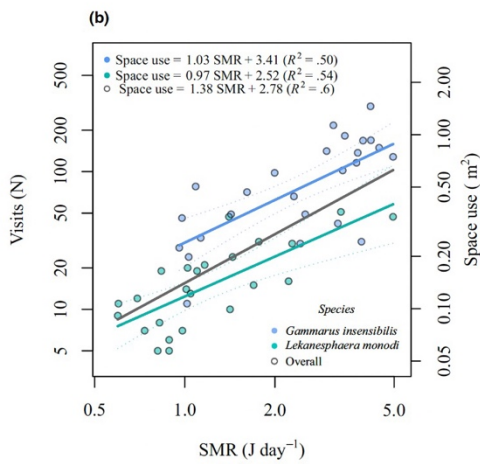 (b)
Space use = 1.03 SMR + 3.41 (R² = .50)
Space use = 0.97 SMR + 2.52 (R² = .54)
Space use = 1.38 SMR + 2.78 (R² = .6)
500
200
100
50
20
10
5
Visits (N)
2.00
1.00
0.50
0.20
0.10
0.05
Space use ( m²)
Species
Gammarus insensibilis
Lekanesphaera monodi
Overall
0.5 1.0 2.0 5.0
SMR (J day⁻¹)